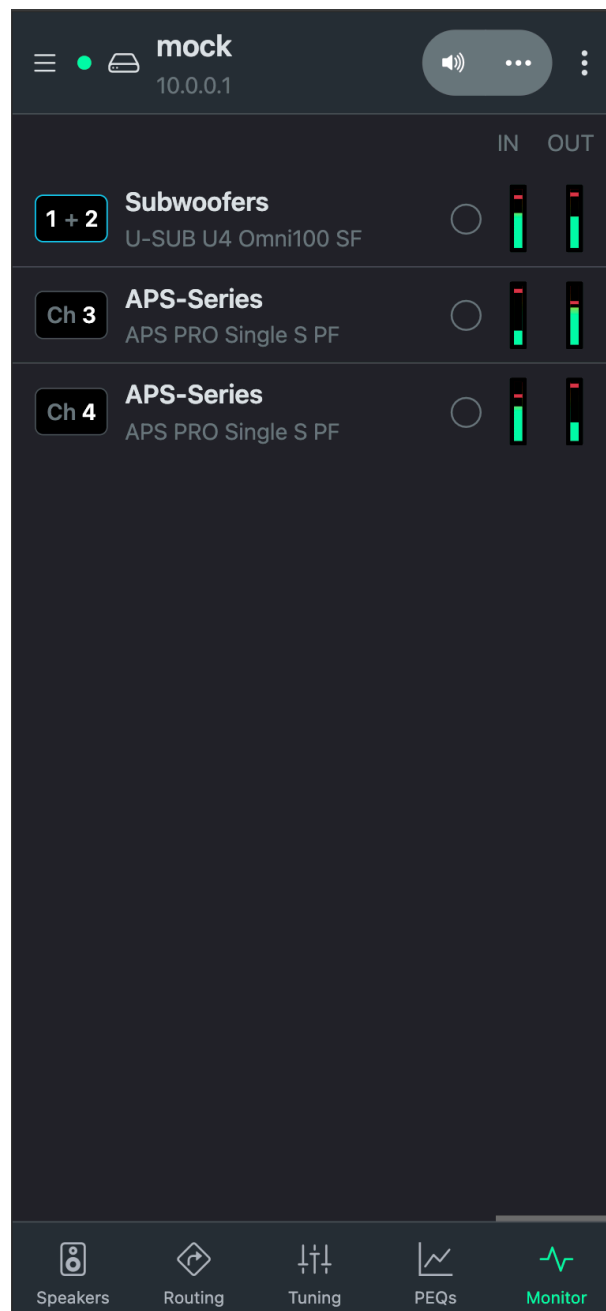 mock
10.0.0.1
IN OUT
1 + 2 Subwoofers
U-SUB U4 Omni100 SF
Ch 3 APS-Series
APS PRO Single S PF
Ch 4 APS-Series
APS PRO Single S PF
Speakers Routing Tuning PEQs Monitor